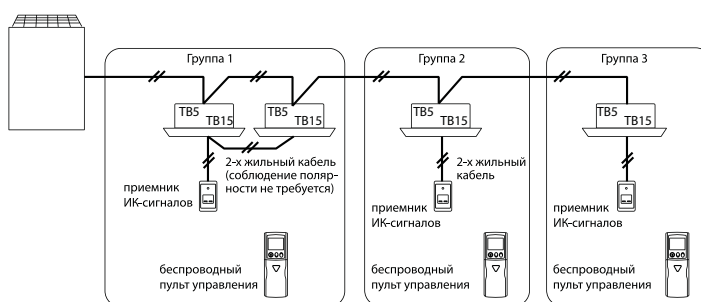 Группа 1
Группа 2
Группа 3
TB5
TB15
TB5
TB15
TB5
TB15
TB5
TB15
2-х жильный кабель
(соблюдение поляр-
ности не требуется)
2-х жильный
кабель
приемник
ИК-сигналов
приемник
ИК-сигналов
приемник
ИК-сигналов
беспроводный
пульт управления
беспроводный
пульт управления
беспроводный
пульт управления